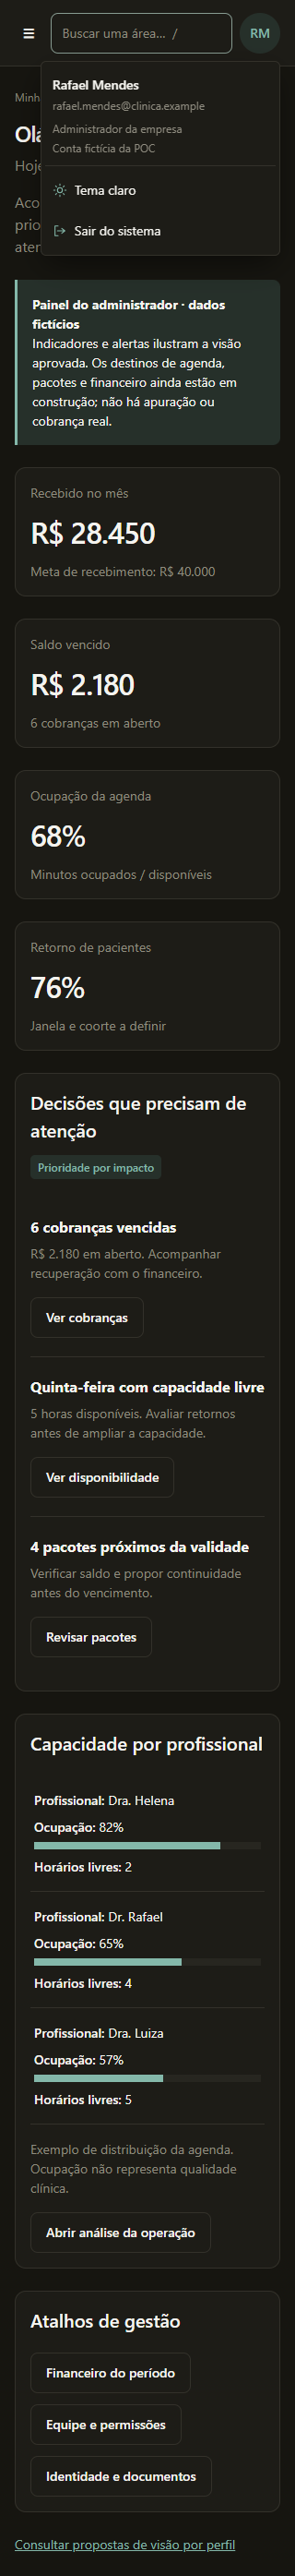 ☰
Buscar uma área… /
RM
Minh
Rafael Mendes
rafael.mendes@clinica.example
Administrador da empresa
Conta fictícia da POC
Tema claro
Sair do sistema
Hoje
Aco
prio
aten
Painel do administrador · dados
fictícios
Indicadores e alertas ilustram a visão
aprovada. Os destinos de agenda,
pacotes e financeiro ainda estão em
construção; não há apuração ou
cobrança real.
Recebido no mês
R$ 28.450
Meta de recebimento: R$ 40.000
Saldo vencido
R$ 2.180
6 cobranças em aberto
Ocupação da agenda
68%
Minutos ocupados / disponíveis
Retorno de pacientes
76%
Janela e coorte a definir
Decisões que precisam de
atenção
Prioridade por impacto
6 cobranças vencidas
R$ 2.180 em aberto. Acompanhar
recuperação com o financeiro.
Ver cobranças
Quinta-feira com capacidade livre
5 horas disponíveis. Avaliar retornos
antes de ampliar a capacidade.
Ver disponibilidade
4 pacotes próximos da validade
Verificar saldo e propor continuidade
antes do vencimento.
Revisar pacotes
Capacidade por profissional
Profissional: Dra. Helena
Ocupação: 82%
Horários livres: 2
Profissional: Dr. Rafael
Ocupação: 65%
Horários livres: 4
Profissional: Dra. Luiza
Ocupação: 57%
Horários livres: 5
Exemplo de distribuição da agenda.
Ocupação não representa qualidade
clínica.
Abrir análise da operação
Atalhos de gestão
Financeiro do período
Equipe e permissões
Identidade e documentos
Consultar propostas de visão por perfil